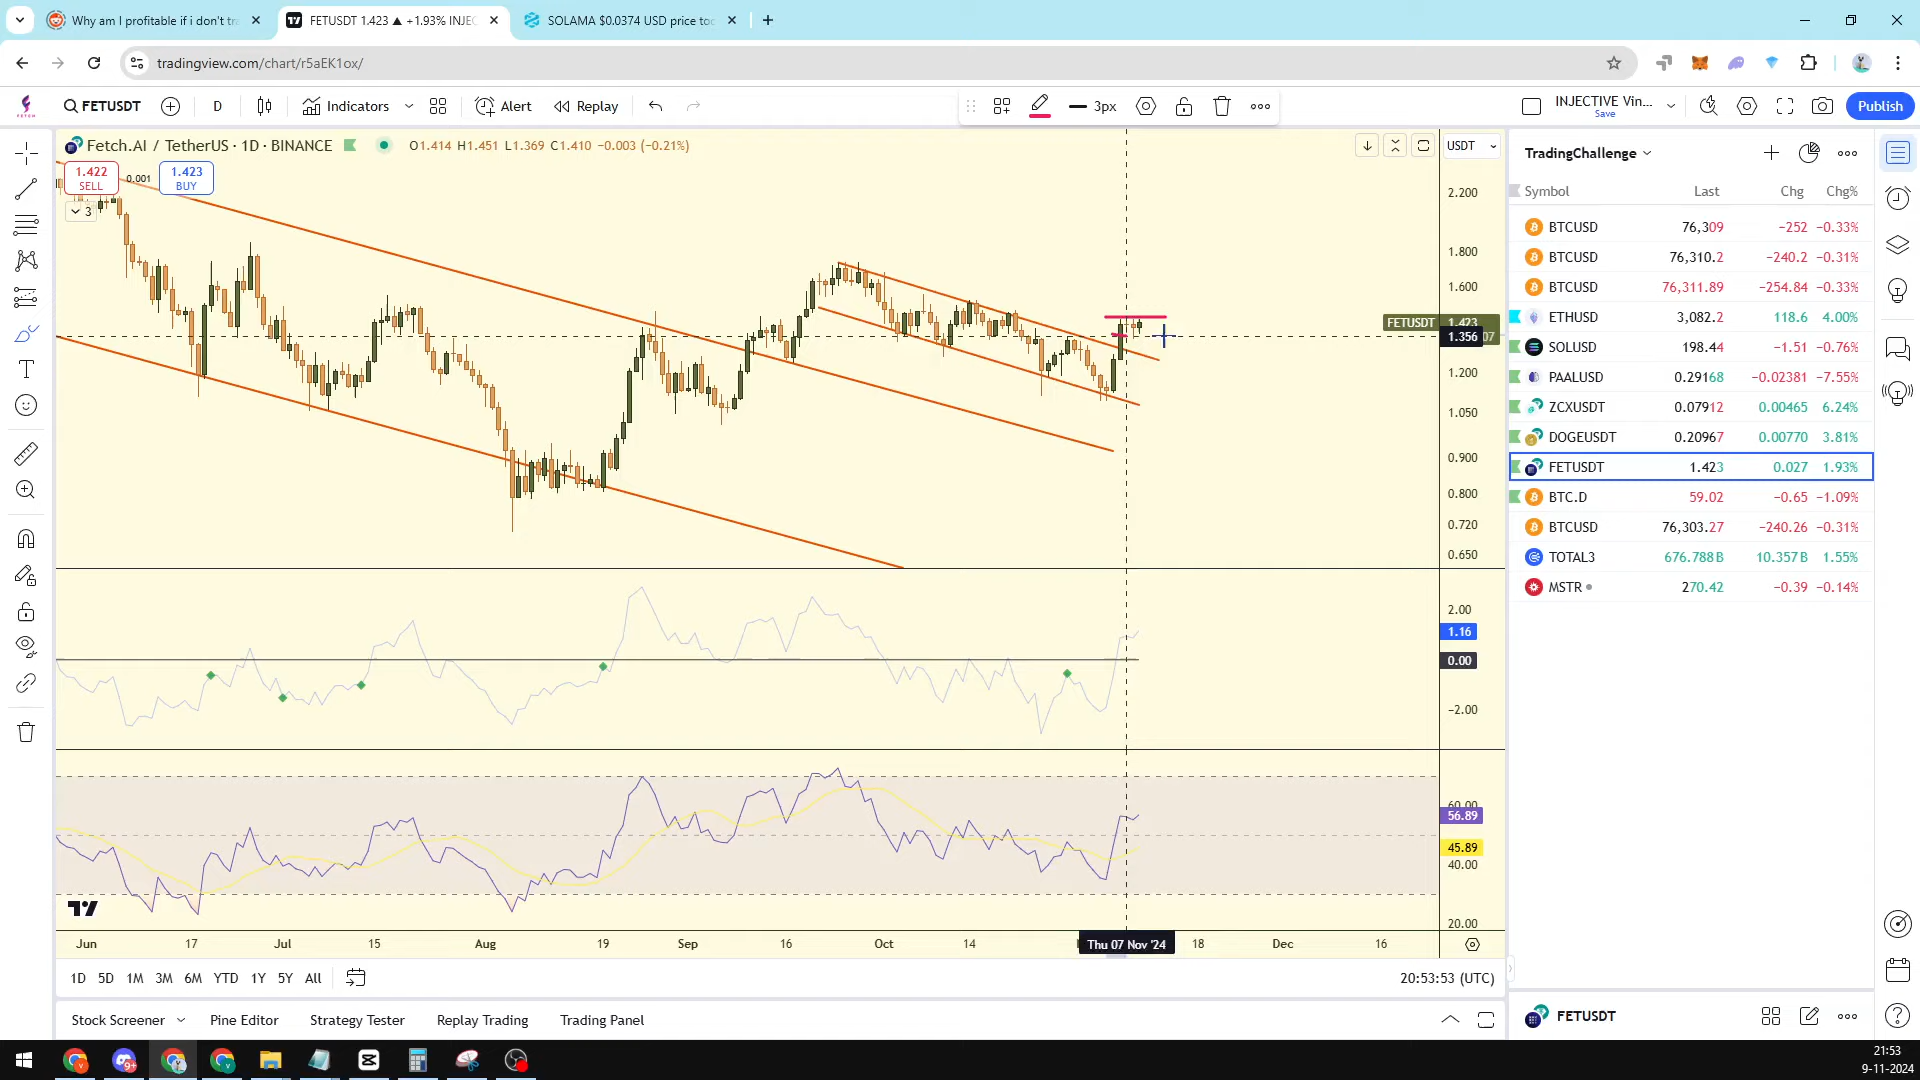 Why am I profitable if i don't tr
FETUSDT 1.423 ▲ +1.93% INJEC
SOLAMA $0.0374 USD price to
tradingview.com/chart/r5aEK1ox/
FETUSDT
D
Indicators
Alert
Replay
3px
INJECTIVE Vin...
Save
Publish
Fetch.AI / TetherUS · 1D · BINANCE
O1.414 H1.451 L1.369 C1.410 −0.003 (−0.21%)
1.422
SELL
0.001
1.423
BUY
3
USDT
2.200
1.800
1.600
FETUSDT 1.423
1.356
07
1.200
1.050
0.900
0.800
0.720
0.650
2.00
1.16
0.00
−2.00
60.00
56.89
45.89
40.00
20.00
Jun
17
Jul
15
Aug
19
Sep
16
Oct
14
Thu 07 Nov '24
18
Dec
16
1D 5D 1M 3M 6M YTD 1Y 5Y All
20:53:53 (UTC)
Stock Screener
Pine Editor
Strategy Tester
Replay Trading
Trading Panel
TradingChallenge
Symbol Last Chg Chg%
BTCUSD 76,309 −252 −0.33%
BTCUSD 76,310.2 −240.2 −0.31%
BTCUSD 76,311.89 −254.84 −0.33%
ETHUSD 3,082.2 118.6 4.00%
SOLUSD 198.44 −1.51 −0.76%
PAALUSD 0.29168 −0.02381 −7.55%
ZCXUSDT 0.07912 0.00465 6.24%
DOGEUSDT 0.20967 0.00770 3.81%
FETUSDT 1.423 0.027 1.93%
BTC.D 59.02 −0.65 −1.09%
BTCUSD 76,303.27 −240.26 −0.31%
TOTAL3 676.788 B 10.357 B 1.55%
MSTR 270.42 −0.39 −0.14%
FETUSDT
9+
21:53
9-11-2024